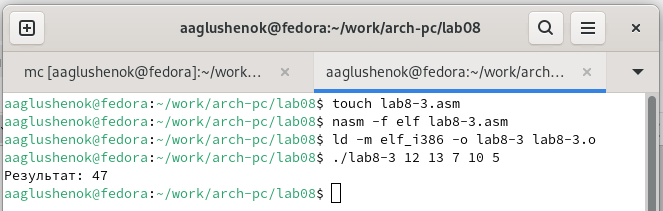 aaglushenok@fedora:~/work/arch-pc/lab08
mc [aaglushenok@fedora]:~/work...
aaglushenok@fedora:~/work/arch...
aaglushenok@fedora:~/work/arch-pc/lab08$ touch lab8-3.asm
aaglushenok@fedora:~/work/arch-pc/lab08$ nasm -f elf lab8-3.asm
aaglushenok@fedora:~/work/arch-pc/lab08$ ld -m elf_i386 -o lab8-3 lab8-3.o
aaglushenok@fedora:~/work/arch-pc/lab08$ ./lab8-3 12 13 7 10 5
Результат: 47
aaglushenok@fedora:~/work/arch-pc/lab08$